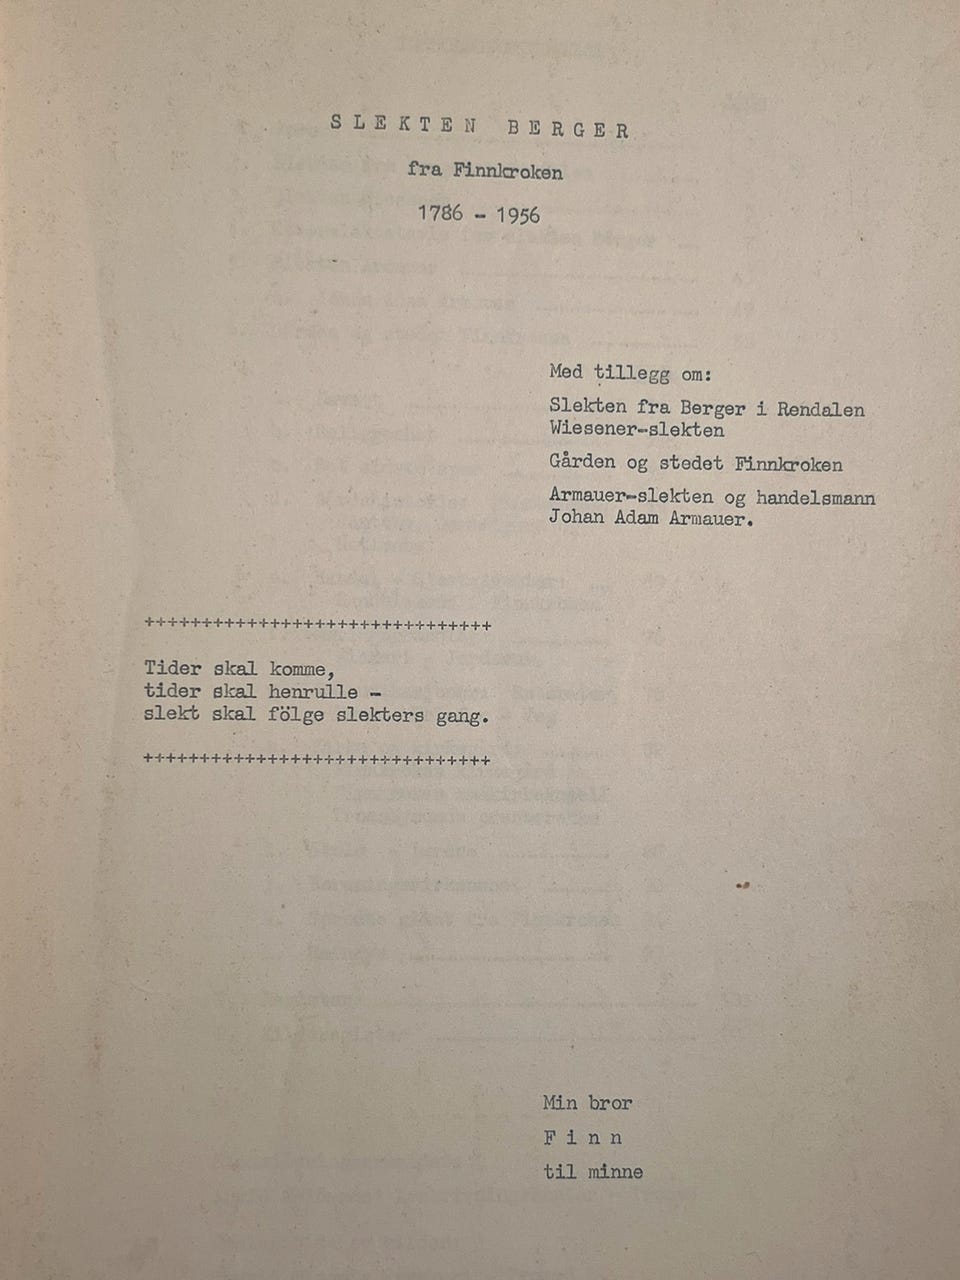 SLEKTEN BERGER
fra Finnkroken
1786 - 1956
Med tillegg om:
Slekten fra Berger i Rendalen
Wiesener-slekten
Gården og stedet Finnkroken
Armauer-slekten og handelsmann
Johan Adam Armauer.
+++++++++++++++++++++++++++++++
Tider skal komme,
tider skal henrulle -
slekt skal fölge slekters gang.
+++++++++++++++++++++++++++++++
Min bror
F i n n
til minne